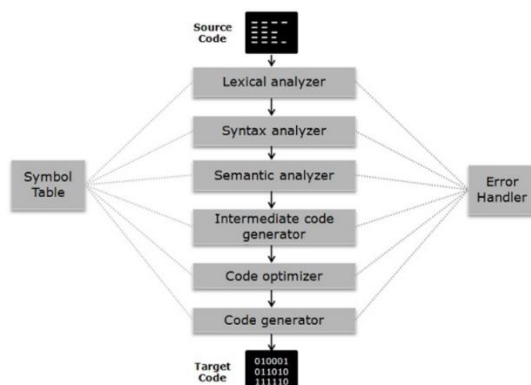 Source
Code
Lexical analyzer
Syntax analyzer
Symbol
Table
Semantic analyzer
Error
Handler
Intermediate code
generator
Code optimizer
Code generator
Target
Code
010001
011010
111110